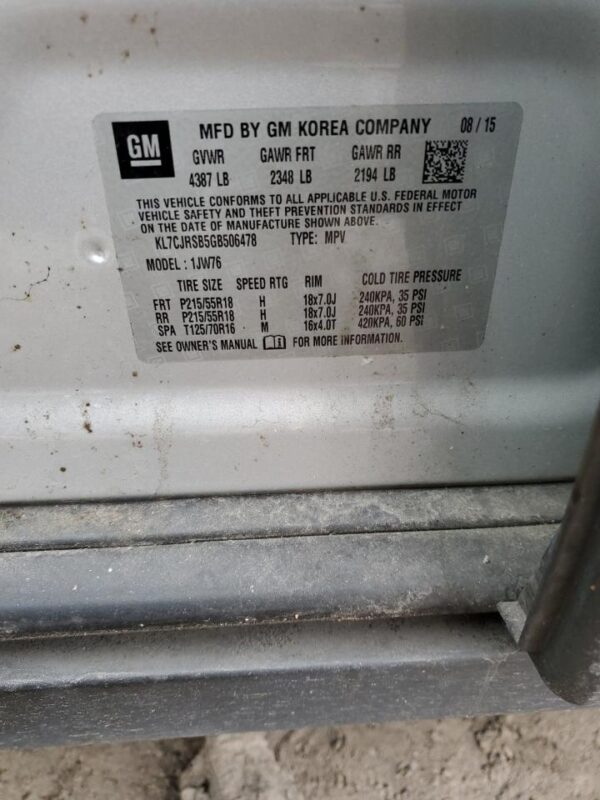 GM MFD BY GM KOREA COMPANY 08 / 15
GVWR GAWR FRT GAWR RR
4387 LB 2348 LB 2194 LB
THIS VEHICLE CONFORMS TO ALL APPLICABLE U.S. FEDERAL MOTOR
VEHICLE SAFETY AND THEFT PREVENTION STANDARDS IN EFFECT
ON THE DATE OF MANUFACTURE SHOWN ABOVE.
KL7CJRSB5GB506478 TYPE: MPV
MODEL : 1JW76
TIRE SIZE SPEED RTG RIM COLD TIRE PRESSURE
FRT P215/55R18 H 18x7.0J 240KPA, 35 PSI
RR P215/55R18 H 18x7.0J 240KPA, 35 PSI
SPA T125/70R16 M 16x4.0T 420KPA, 60 PSI
SEE OWNER'S MANUAL FOR MORE INFORMATION.